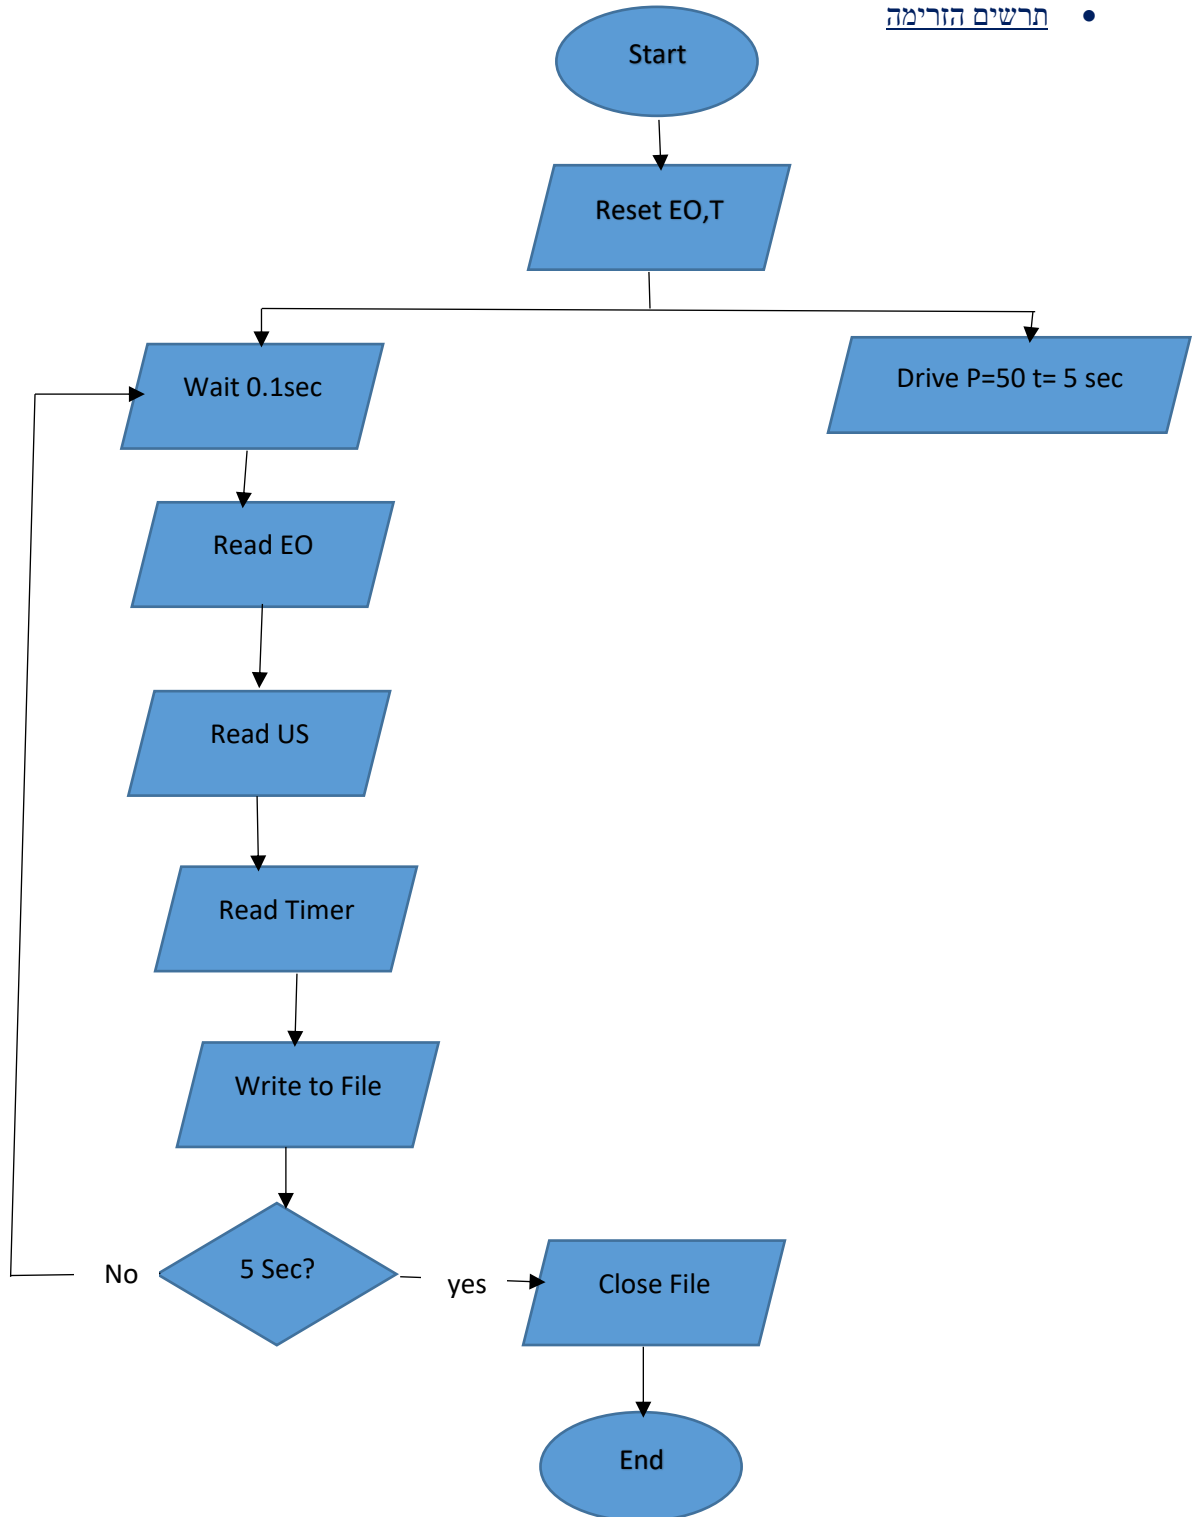 • תרשים הזרימה
Start
Reset EO,T
Wait 0.1sec
Drive P=50 t= 5 sec
Read EO
Read US
Read Timer
Write to File
5 Sec?
No
yes
Close File
End